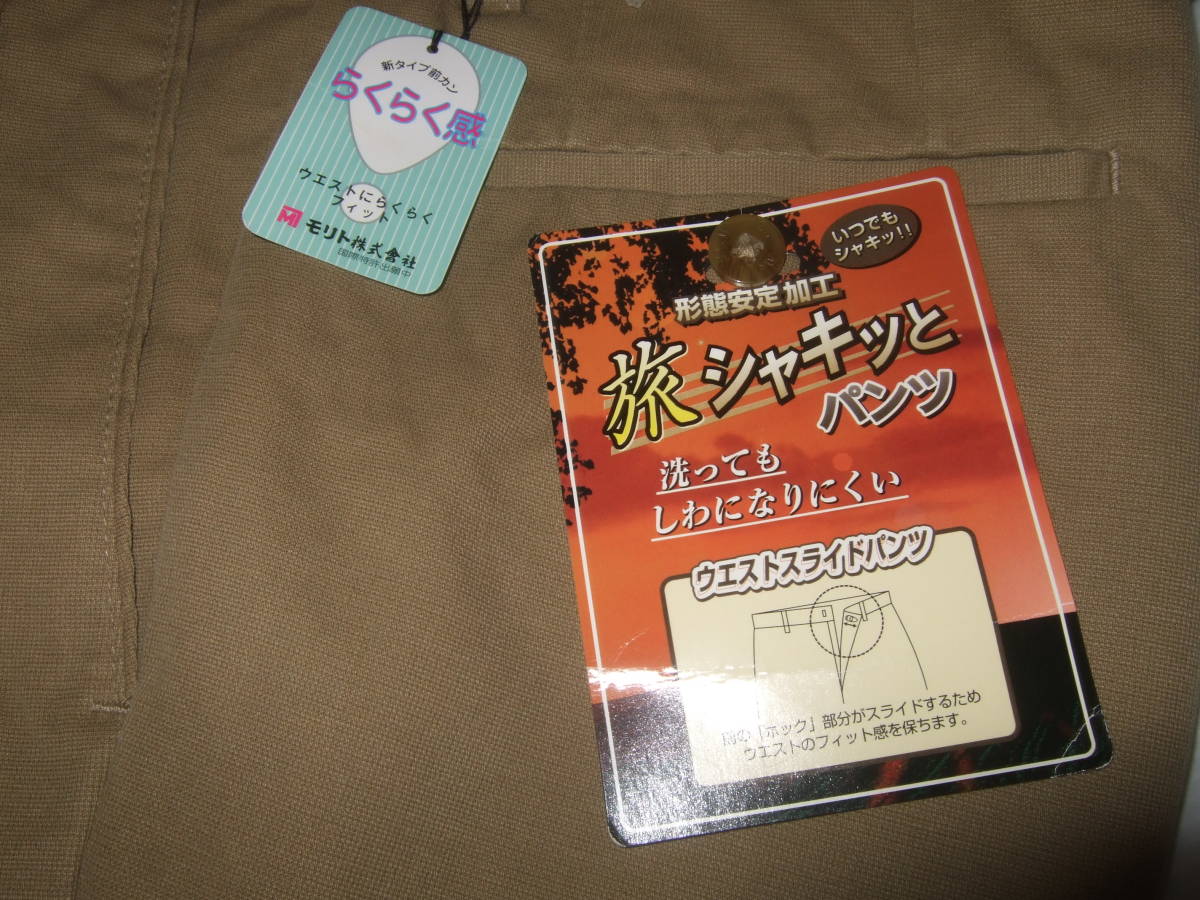 新タイプ前カン
らくらく感
ウエストにらくらく
フィット
M モリト株式會社
国際特許出願中
いつでも
シャキッ!!
形態安定加工
旅 シャキッと
パンツ
洗っても
しわになりにくい
ウエストスライドパンツ
前の「ホック」部分がスライドするため
ウエストのフィット感を保ちます。